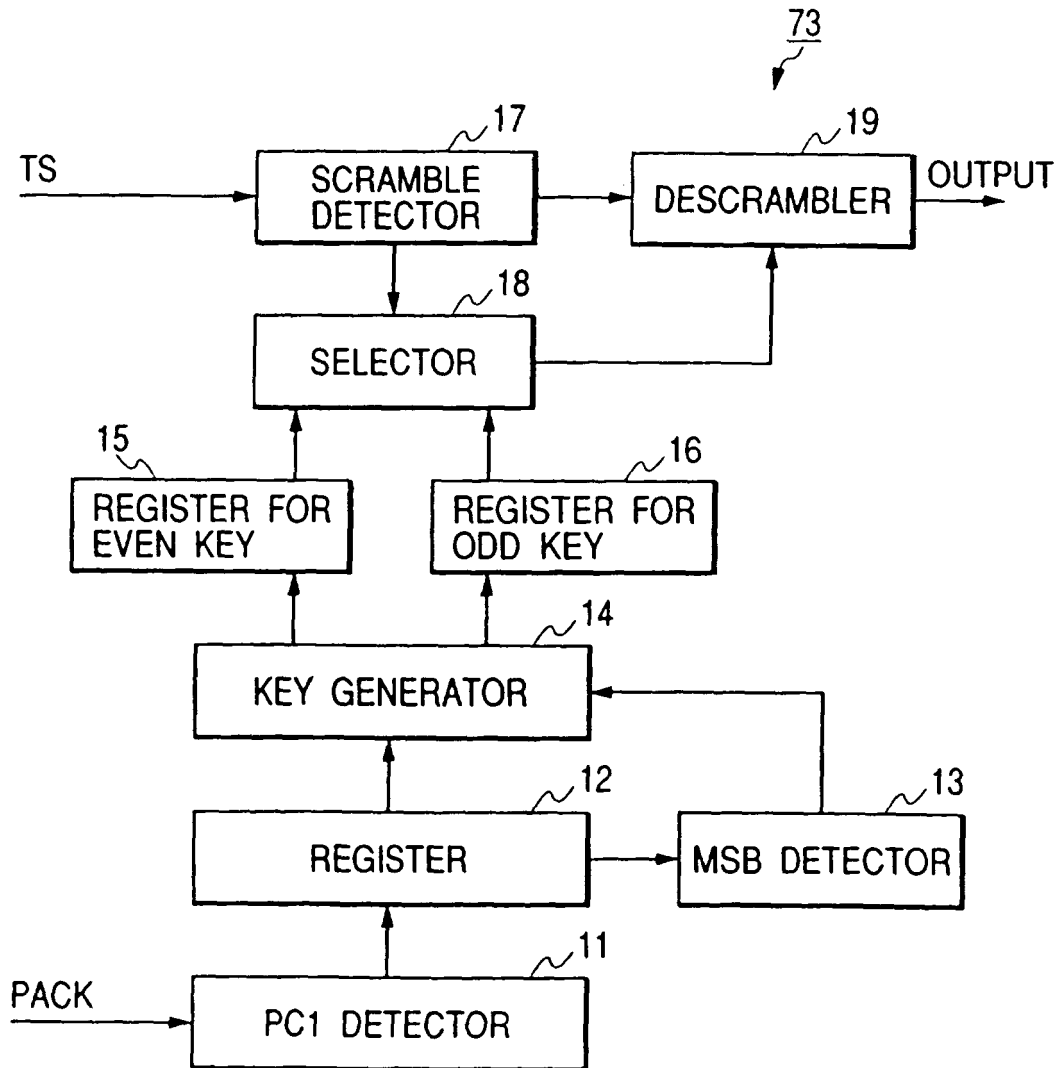 73
17
19
TS
SCRAMBLE
DETECTOR
DESCRAMBLER
OUTPUT
18
SELECTOR
15
16
REGISTER FOR
EVEN KEY
REGISTER FOR
ODD KEY
14
KEY GENERATOR
12
13
REGISTER
MSB DETECTOR
11
PACK
PC1 DETECTOR